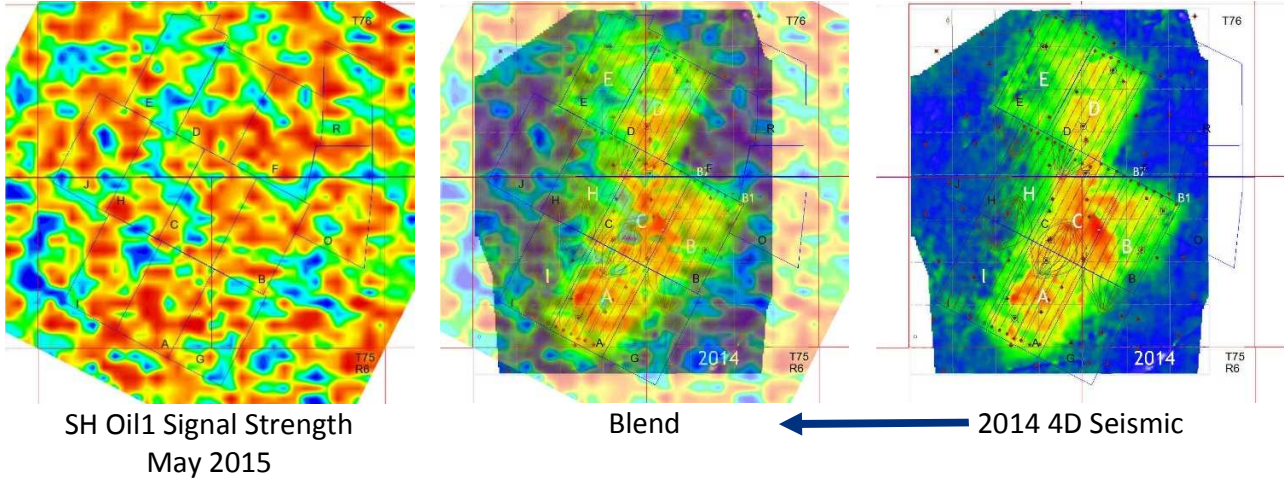 T76
E
D
R
J
H
F
C
O
B
I
A
G
T75
R6
T76
E
E
D
D
R
B7
F
J
H
H
B1
C
C
O
B
B
I
I
A
A
G
2014
T75
R6
T76
E
E
D
D
R
B7
J
H
H
B1
C
C
O
B
B
I
I
A
A
G
2014
T75
R6
SH Oil1 Signal Strength
May 2015
Blend
2014 4D Seismic